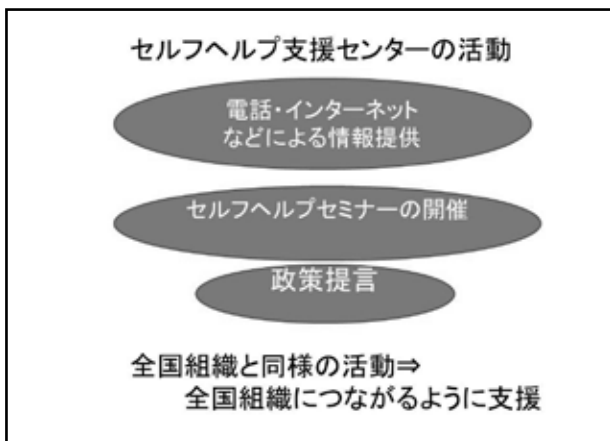 セルフヘルプ支援センターの活動
電話・インターネット
などによる情報提供
セルフヘルプセミナーの開催
政策提言
全国組織と同様の活動⇒
全国組織につながるように支援